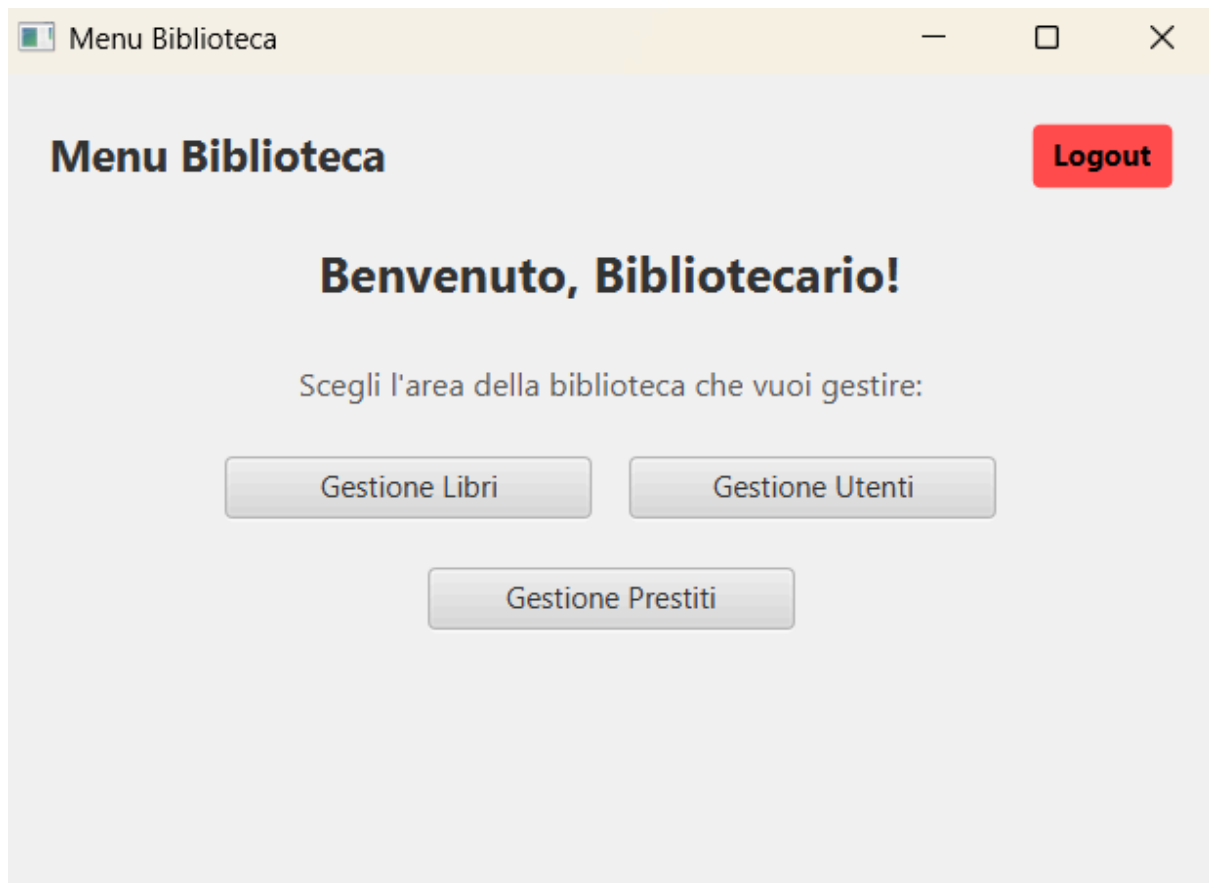 Menu Biblioteca
Menu Biblioteca
Logout
Benvenuto, Bibliotecario!
Scegli l'area della biblioteca che vuoi gestire:
Gestione Libri
Gestione Utenti
Gestione Prestiti